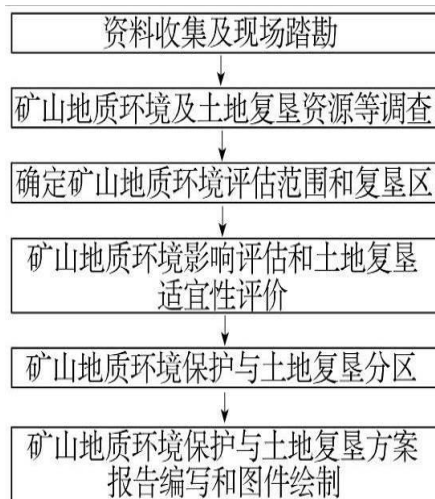 资料收集及现场踏勘
矿山地质环境及土地复垦资源等调查
确定矿山地质环境评估范围和复垦区
矿山地质环境影响评估和土地复垦
适宜性评价
矿山地质环境保护与土地复垦分区
矿山地质环境保护与土地复垦方案
报告编写和图件绘制